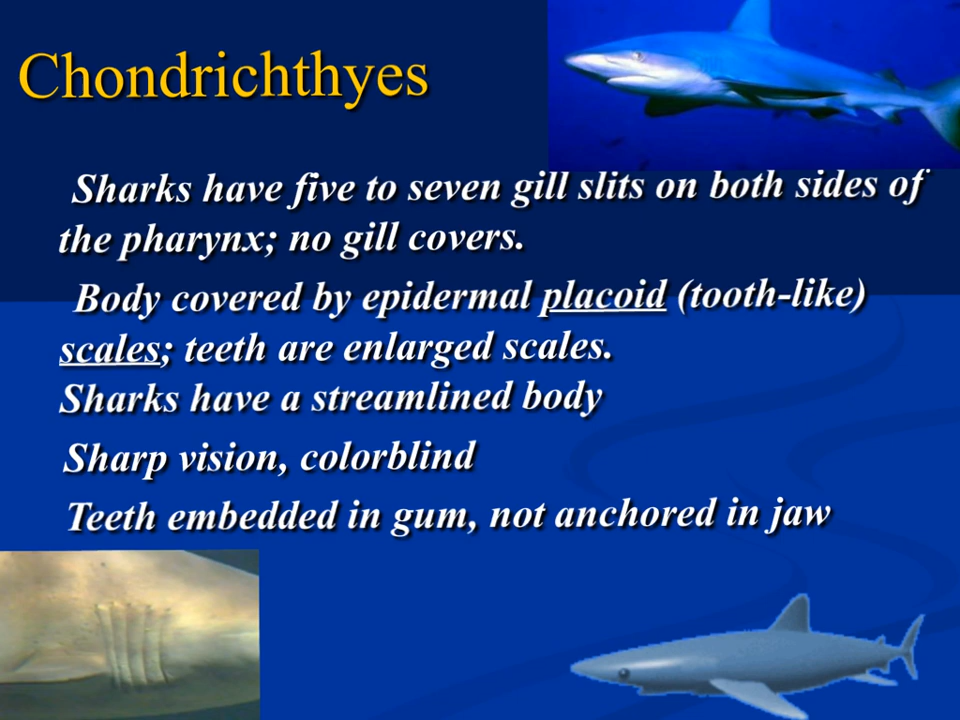 Chondrichthyes
Sharks have five to seven gill slits on both sides of
the pharynx; no gill covers.
Body covered by epidermal placoid (tooth-like)
scales; teeth are enlarged scales.
Sharks have a streamlined body
Sharp vision, colorblind
Teeth embedded in gum, not anchored in jaw